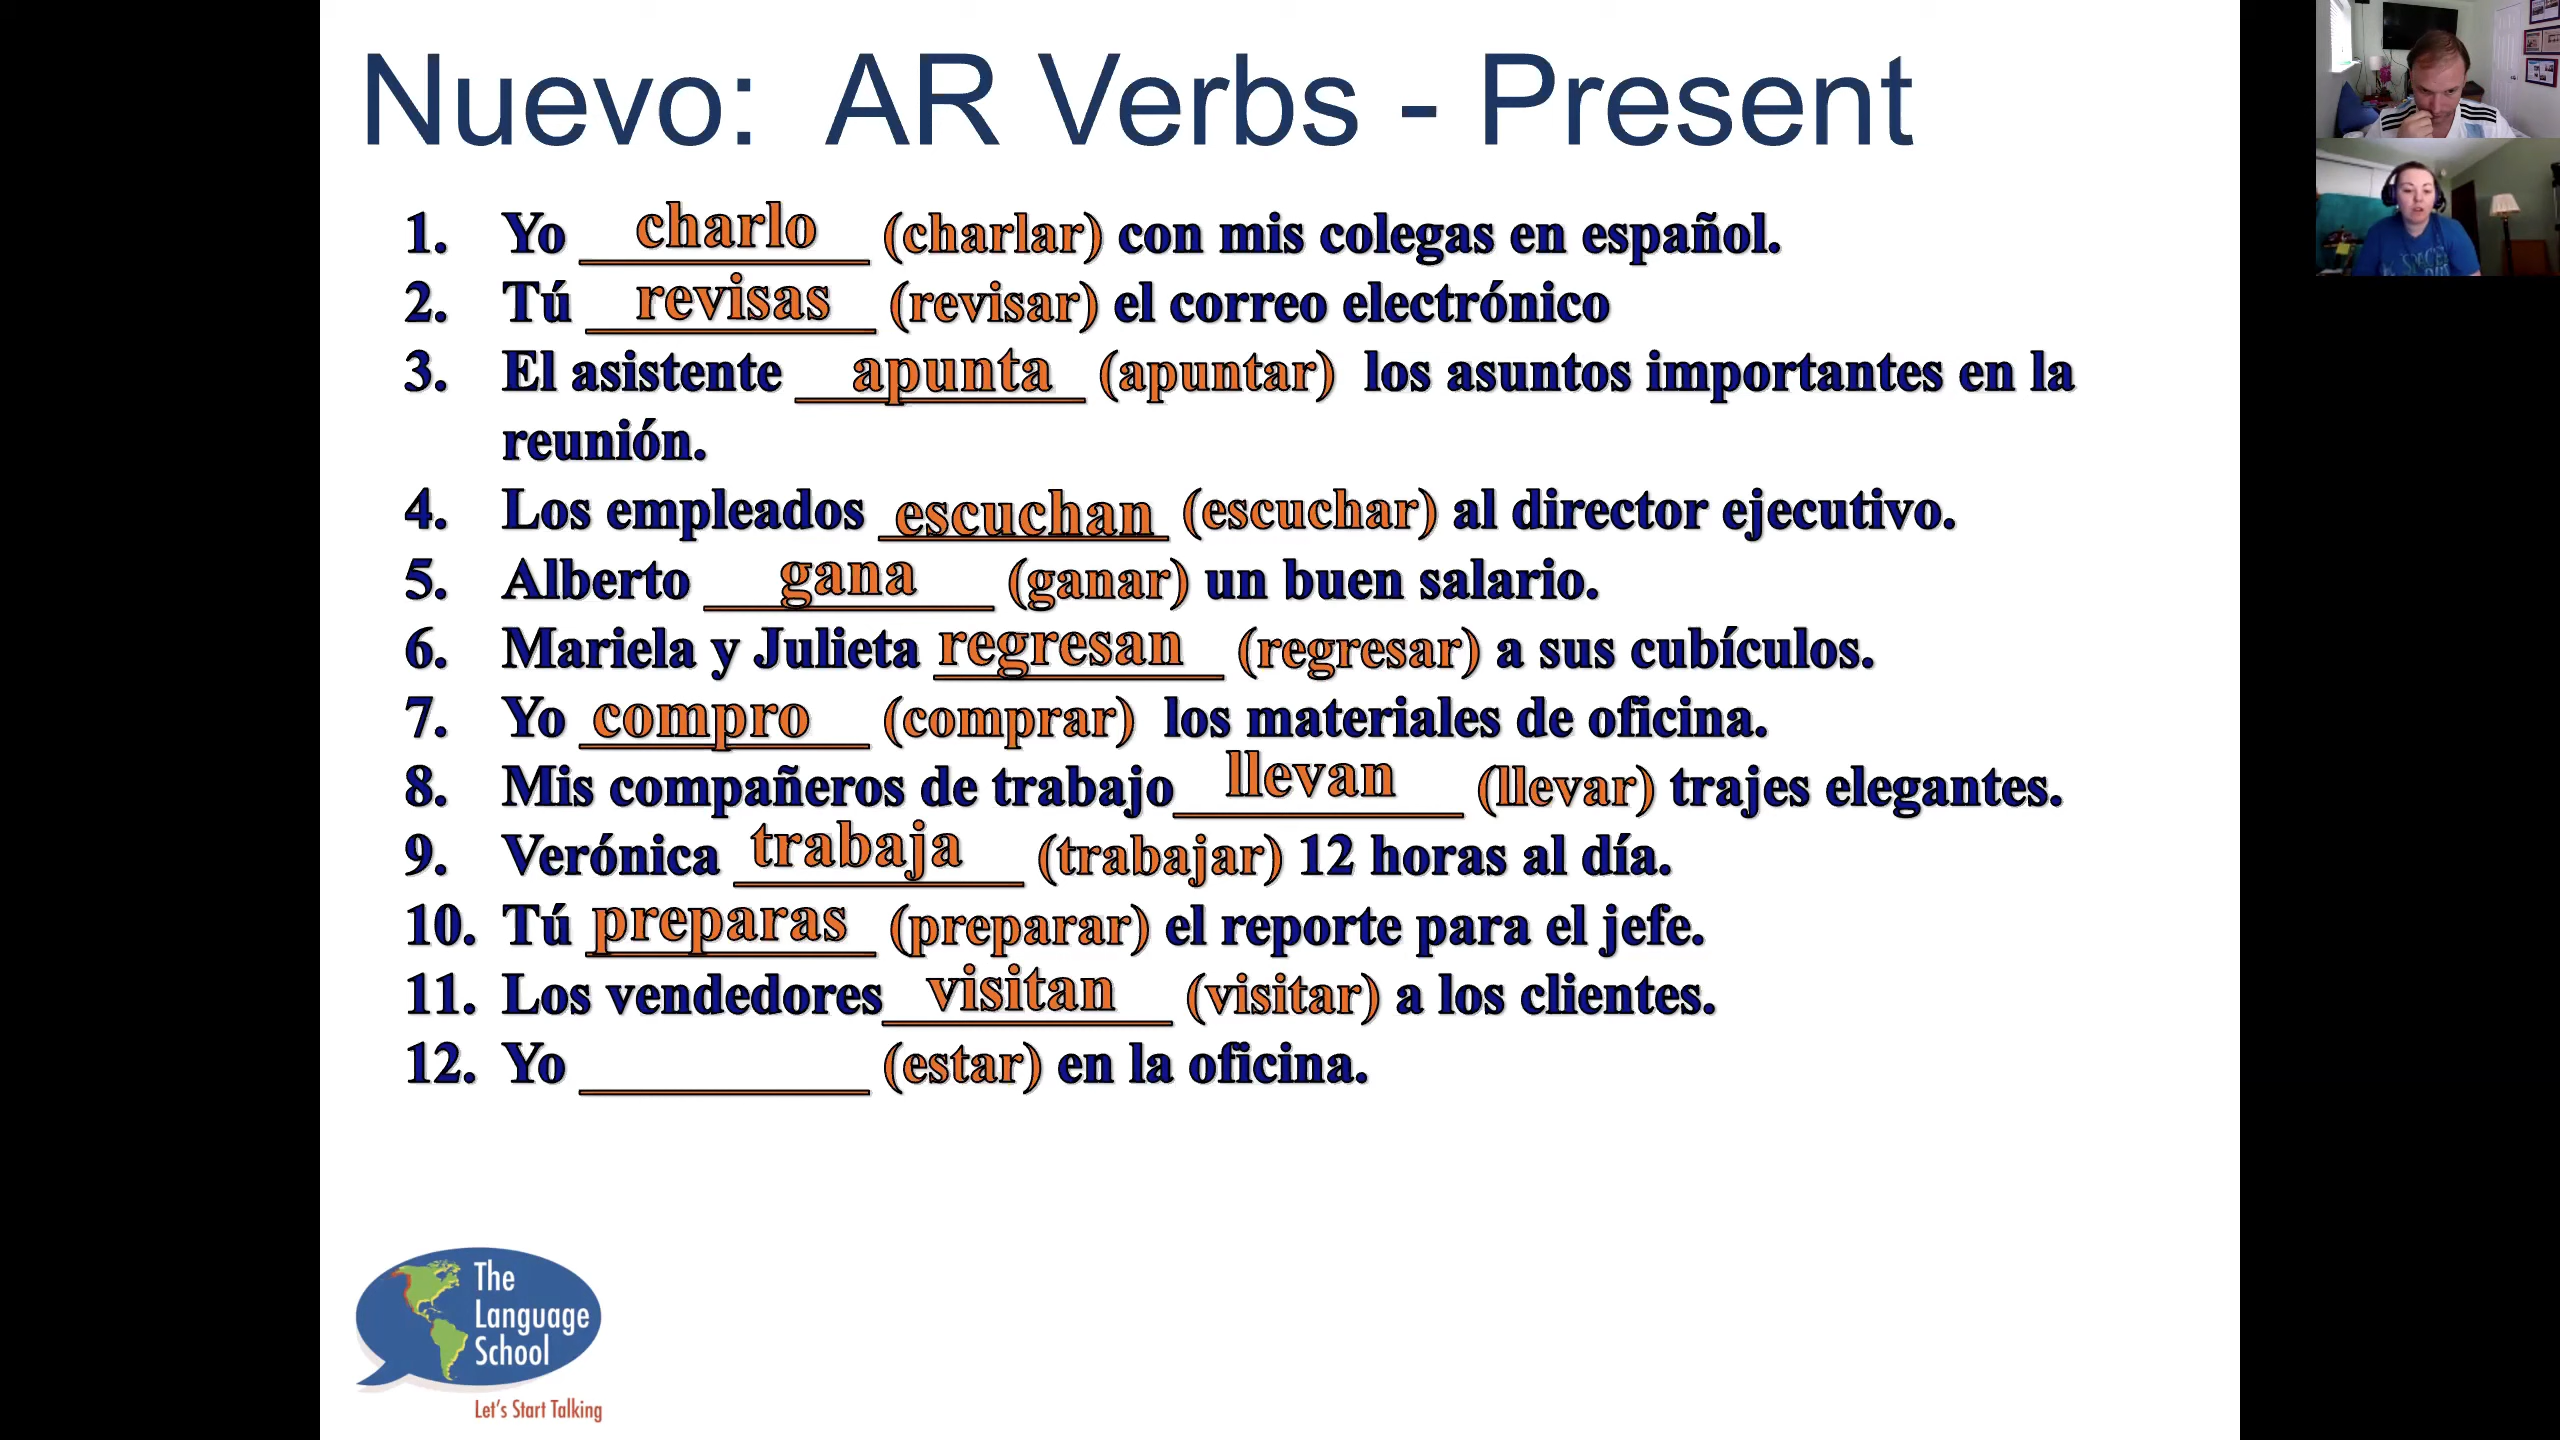 Nuevo:  AR Verbs - Present
1. Yo charlo (charlar) con mis colegas en español.
2. Tú revisas (revisar) el correo electrónico
3. El asistente apunta (apuntar) los asuntos importantes en la
reunión.
4. Los empleados escuchan (escuchar) al director ejecutivo.
5. Alberto gana (ganar) un buen salario.
6. Mariela y Julieta regresan (regresar) a sus cubículos.
7. Yo compro (comprar) los materiales de oficina.
8. Mis compañeros de trabajo llevan (llevar) trajes elegantes.
9. Verónica trabaja (trabajar) 12 horas al día.
10. Tú preparas (preparar) el reporte para el jefe.
11. Los vendedores visitan (visitar) a los clientes.
12. Yo __________ (estar) en la oficina.
The
Language
School
Let's Start Talking